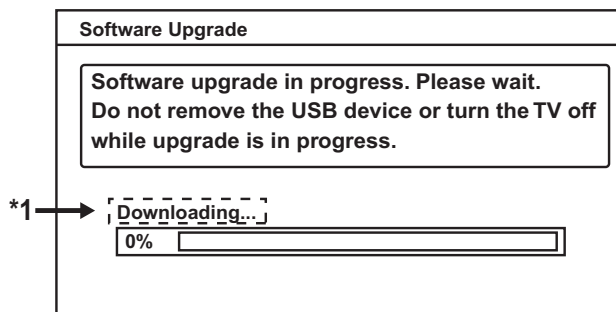 Software Upgrade
Software upgrade in progress. Please wait.
Do not remove the USB device or turn the TV off
while upgrade is in progress.
*1
Downloading...
0%